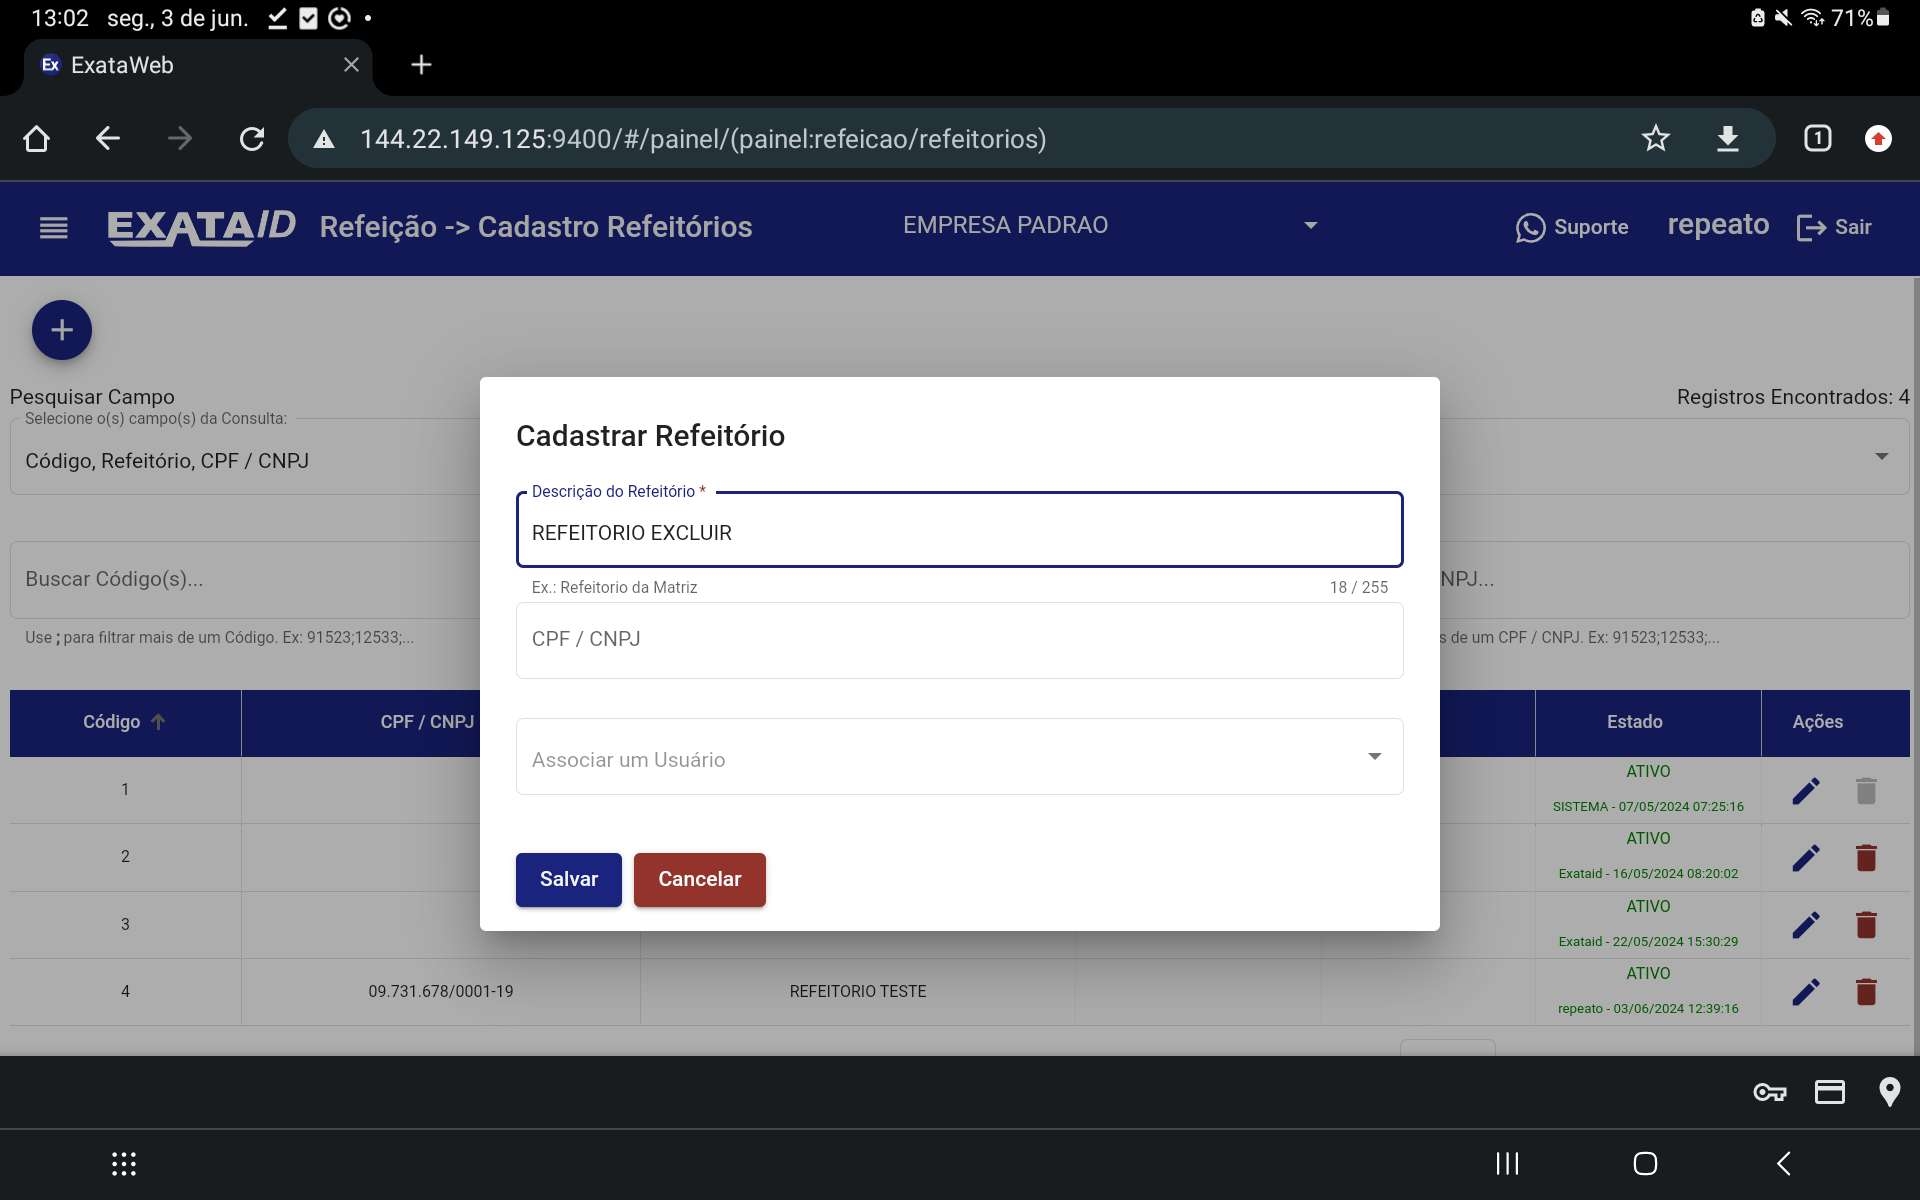 13:02 seg., 3 de jun. 71%
Ex ExataWeb
144.22.149.125:9400/#/painel/(painel:refeicao/refeitorios) 1
EXATA/ID Refeição -> Cadastro Refeitórios EMPRESA PADRAO Suporte repeato Sair
Pesquisar Campo Registros Encontrados: 4
Selecione o(s) campo(s) da Consulta:
Código, Refeitório, CPF / CNPJ
Cadastrar Refeitório
Descrição do Refeitório *
REFEITORIO EXCLUIR
Ex.: Refeitorio da Matriz 18 / 255
CPF / CNPJ
Associar um Usuário
Salvar Cancelar
Buscar Código(s)... NPJ...
Use ; para filtrar mais de um Código. Ex: 91523;12533;... s de um CPF / CNPJ. Ex: 91523;12533;...
Código CPF / CNPJ Estado Ações
1 ATIVO
SISTEMA - 07/05/2024 07:25:16
2 ATIVO
Exataid - 16/05/2024 08:20:02
3 ATIVO
Exataid - 22/05/2024 15:30:29
4 09.731.678/0001-19 REFEITORIO TESTE ATIVO
repeato - 03/06/2024 12:39:16